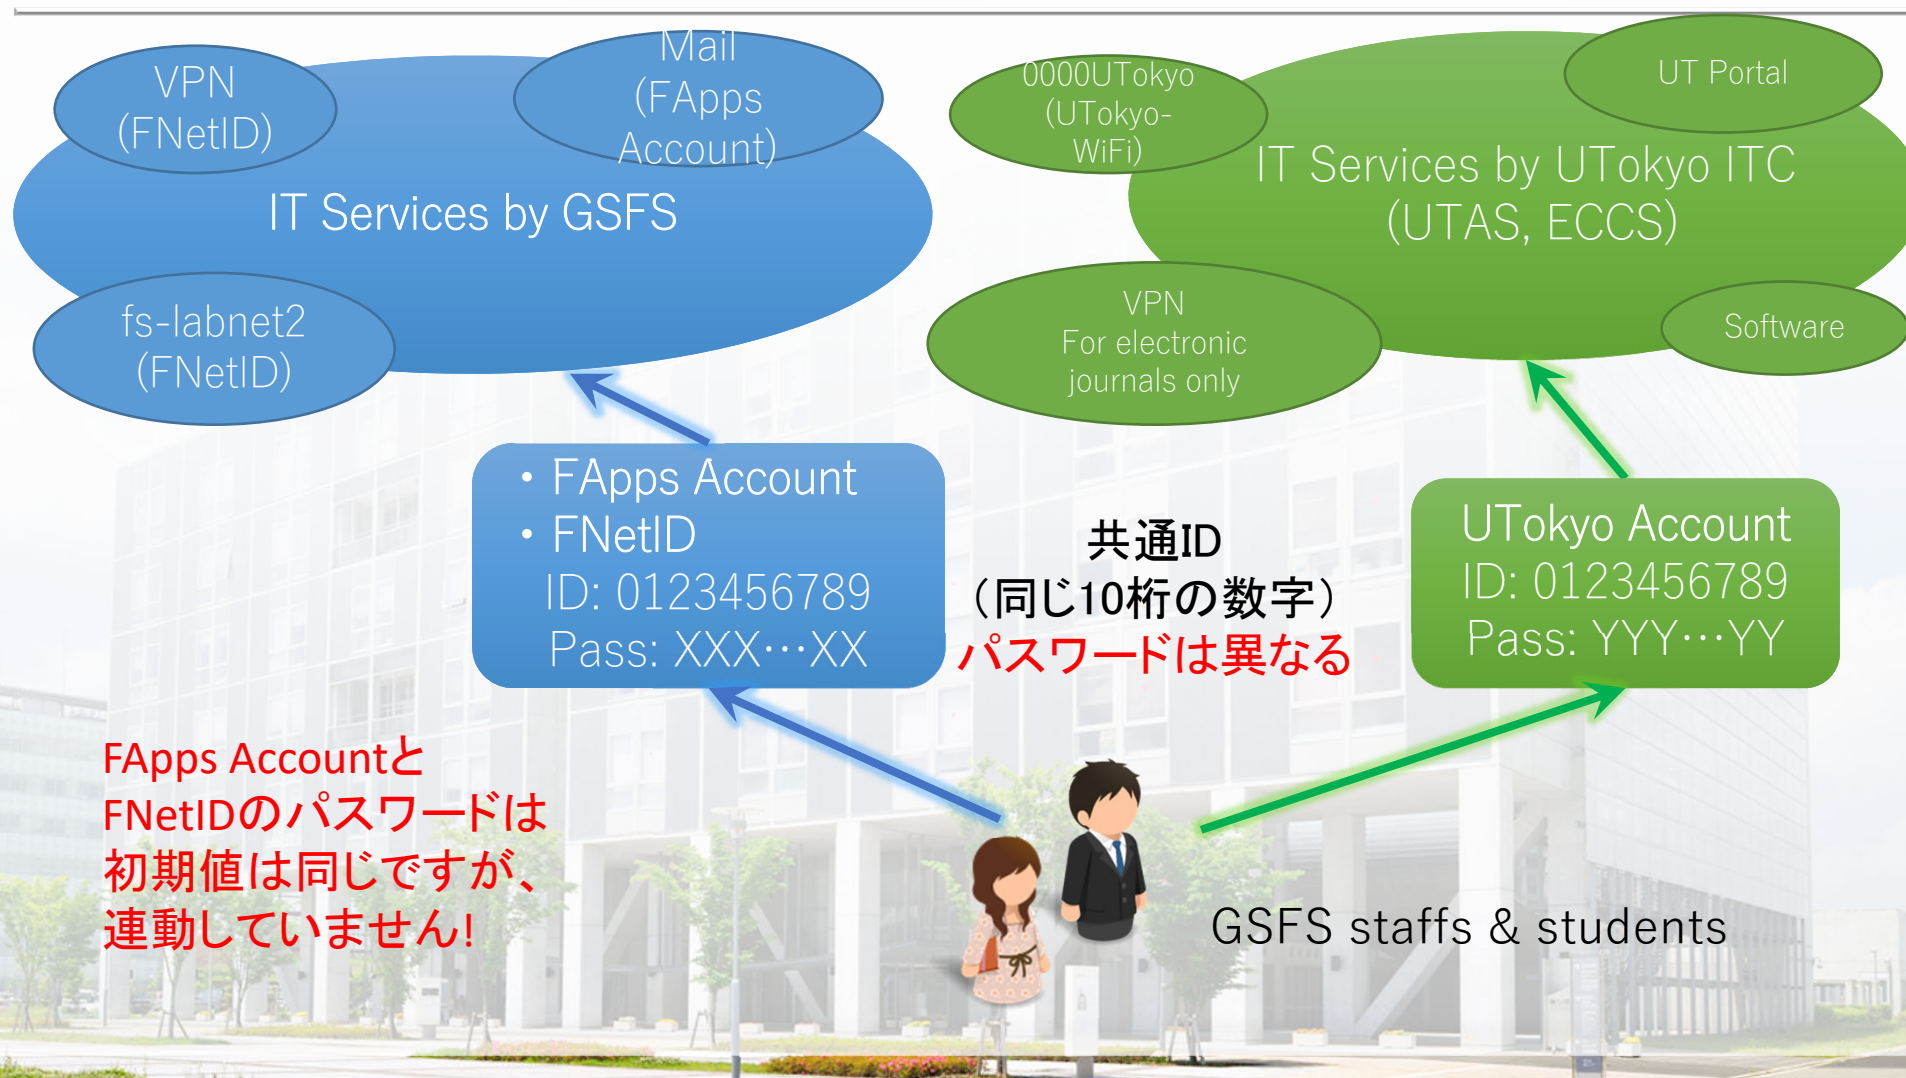 VPN
(FNetID)
Mail
(FApps
Account)
IT Services by GSFS
fs-labnet2
(FNetID)
0000UTokyo
(UTokyo-
WiFi)
UT Portal
IT Services by UTokyo ITC
(UTAS, ECCS)
VPN
For electronic
journals only
Software
・FApps Account
・FNetID
ID: 0123456789
Pass: XXX…XX
共通ID
（同じ10桁の数字）
パスワードは異なる
UTokyo Account
ID: 0123456789
Pass: YYY…YY
FApps Accountと
FNetIDのパスワードは
初期値は同じですが、
連動していません!
GSFS staffs & students